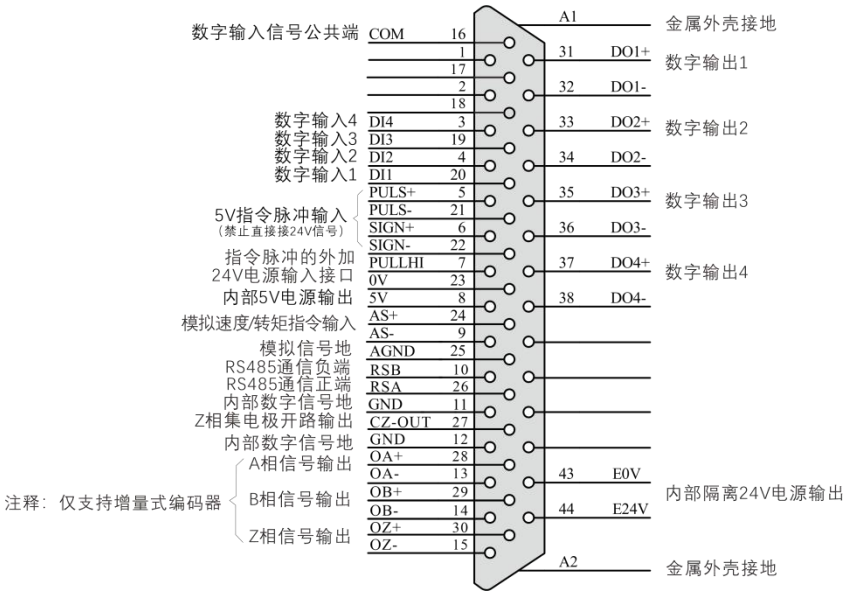 数字输入信号公共端 COM 16
1
17
2
18
数字输入4 DI4 3
数字输入3 DI3 19
数字输入2 DI2 4
数字输入1 DI1 20
PULS+ 5
5V指令脉冲输入 PULS- 21
(禁止直接接24V信号) SIGN+ 6
SIGN- 22
指令脉冲的外加 PULLHI 7
24V电源输入接口 0V 23
内部5V电源输出 5V 8
模拟速度/转矩指令输入 AS+ 24
AS- 9
模拟信号地 AGND 25
RS485通信负端 RSB 10
RS485通信正端 RSA 26
内部数字信号地 GND 11
Z相集电极开路输出 CZ-OUT 27
内部数字信号地 GND 12
A相信号输出 OA+ 28
OA- 13
注释：仅支持增量式编码器 B相信号输出 OB+ 29
OB- 14
Z相信号输出 OZ+ 30
OZ- 15
A1 金属外壳接地
31 DO1+ 数字输出1
32 DO1-
33 DO2+ 数字输出2
34 DO2-
35 DO3+ 数字输出3
36 DO3-
37 DO4+ 数字输出4
38 DO4-
43 E0V 内部隔离24V电源输出
44 E24V
A2 金属外壳接地